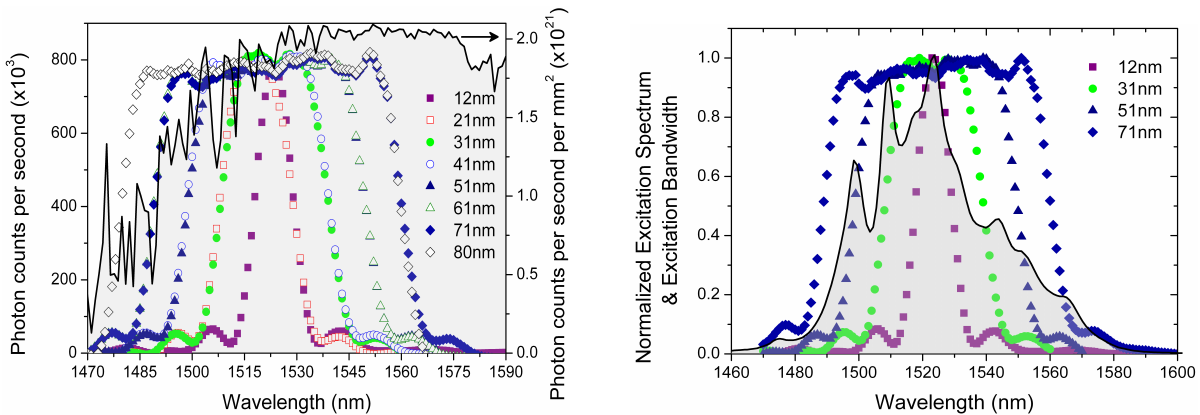 Photon counts per second (x10³)
800
600
400
200
0
1470 1485 1500 1515 1530 1545 1560 1575 1590
Wavelength (nm)
2.0
1.5
1.0
0.5
0.0
Photon counts per second per mm² (x10²¹)
12nm
21nm
31nm
41nm
51nm
61nm
71nm
80nm
Normalized Excitation Spectrum
& Excitation Bandwidth
1.0
0.8
0.6
0.4
0.2
0.0
1460 1480 1500 1520 1540 1560 1580 1600
Wavelength (nm)
12nm
31nm
51nm
71nm